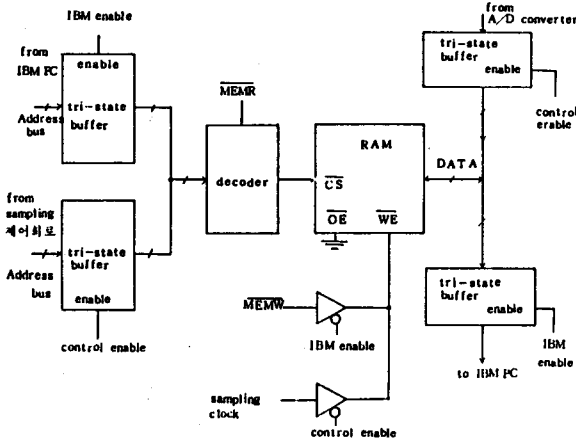 IBM enable
from
IBM PC
enable
Address
bus
tri-state
buffer
from
sampling
제어회로
Address
bus
tri-state
buffer
enable
control enable
MEMR
decoder
RAM
CS
OE
WE
DATA
MEMW
IBM enable
sampling
clock
control enable
from
A/D converter
tri-state
buffer
enable
control
erable
tri-state
buffer
enable
IBM
enable
to IBM PC